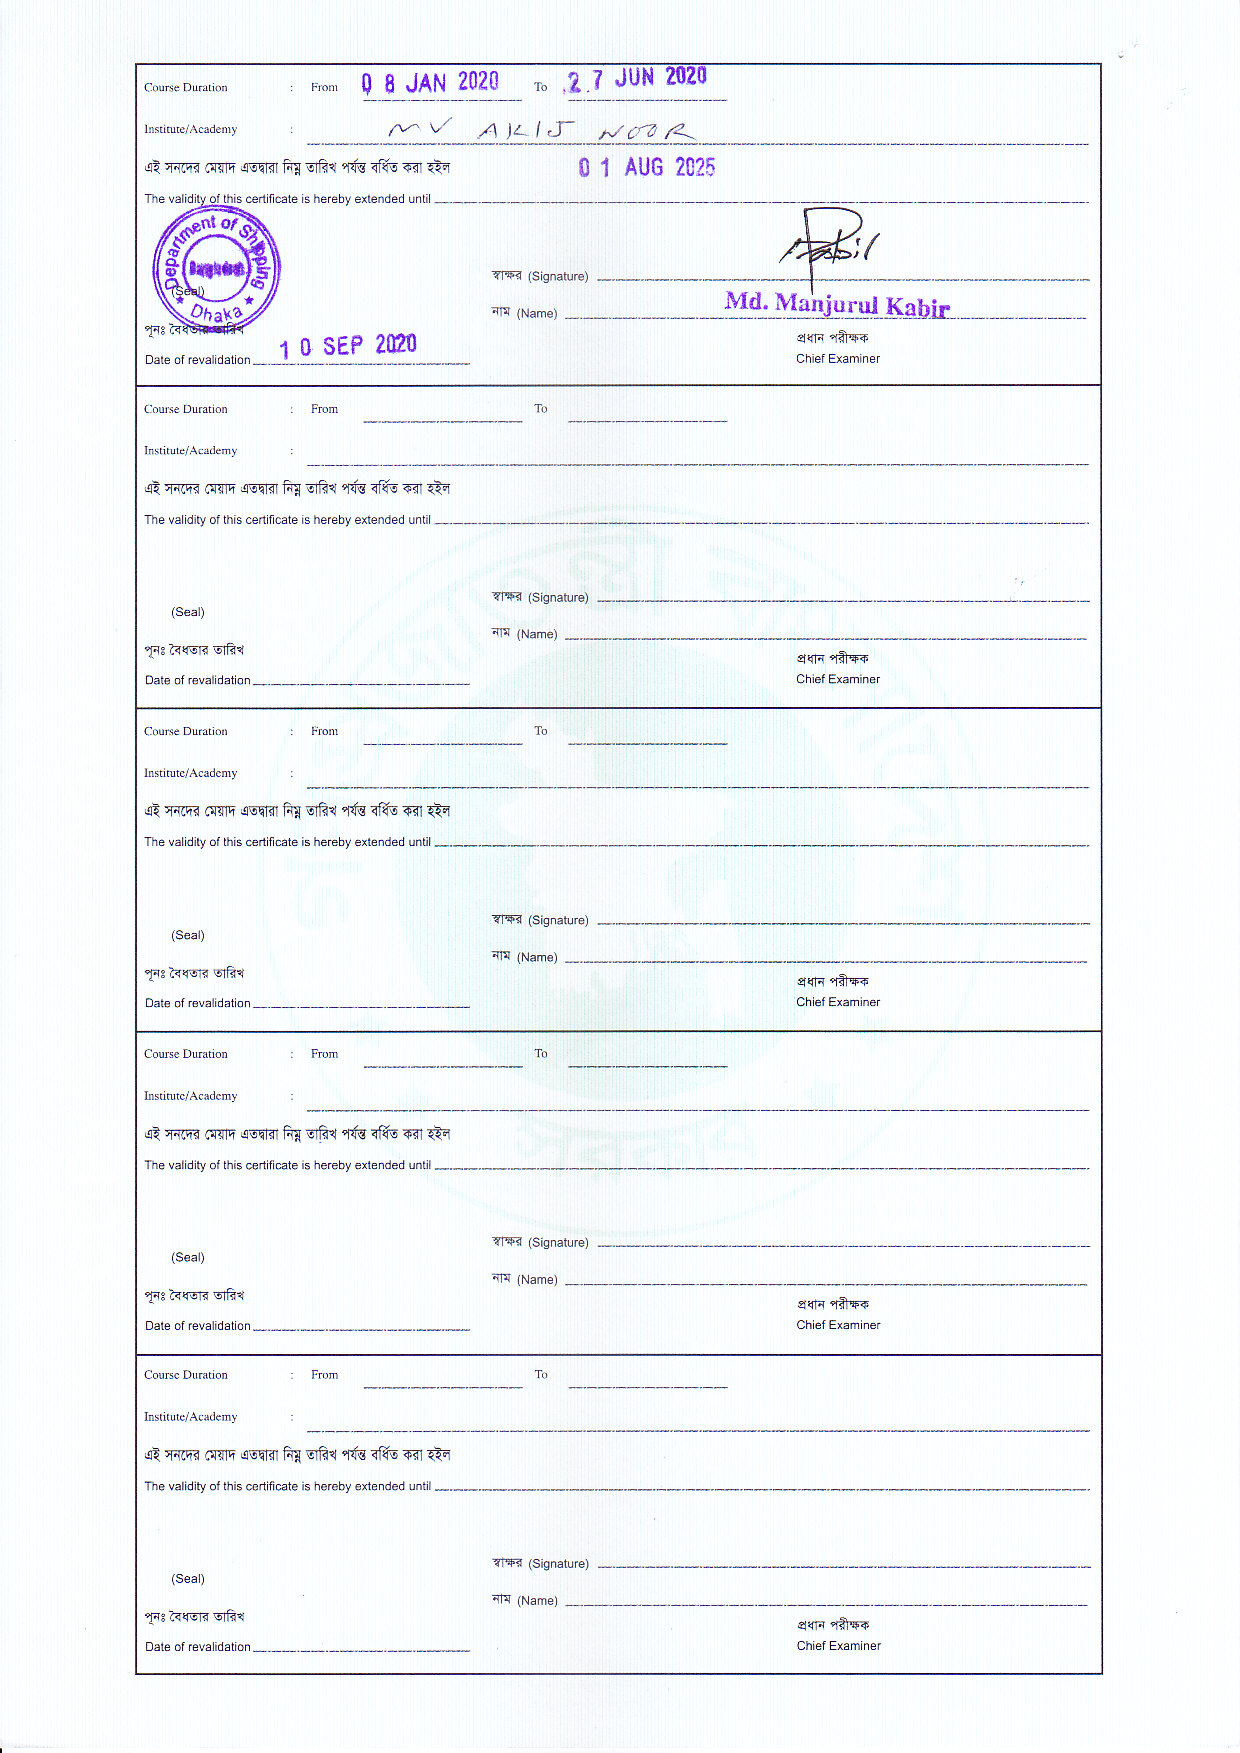 Course Duration : From 08 JAN 2020 To 27 JUN 2020
Institute/Academy : MV AKIJ NOOR
এই সনদের মেয়াদ এতদ্বারা নিম্ন তারিখ পর্যন্ত বর্ধিত করা হইল
The validity of this certificate is hereby extended until 01 AUG 2025
Department of Shipping
Bangladesh
Dhaka
(Seal)
স্বাক্ষর (Signature)
নাম (Name) Md. Manjurul Kabir
পূনঃ বৈধতার তারিখ
প্রধান পরীক্ষক
Date of revalidation 10 SEP 2020
Chief Examiner
Course Duration : From To
Institute/Academy :
এই সনদের মেয়াদ এতদ্বারা নিম্ন তারিখ পর্যন্ত বর্ধিত করা হইল
The validity of this certificate is hereby extended until
স্বাক্ষর (Signature)
(Seal)
নাম (Name)
পূনঃ বৈধতার তারিখ
প্রধান পরীক্ষক
Date of revalidation
Chief Examiner
Course Duration : From To
Institute/Academy :
এই সনদের মেয়াদ এতদ্বারা নিম্ন তারিখ পর্যন্ত বর্ধিত করা হইল
The validity of this certificate is hereby extended until
স্বাক্ষর (Signature)
(Seal)
নাম (Name)
পূনঃ বৈধতার তারিখ
প্রধান পরীক্ষক
Date of revalidation
Chief Examiner
Course Duration : From To
Institute/Academy :
এই সনদের মেয়াদ এতদ্বারা নিম্ন তারিখ পর্যন্ত বর্ধিত করা হইল
The validity of this certificate is hereby extended until
স্বাক্ষর (Signature)
(Seal)
নাম (Name)
পূনঃ বৈধতার তারিখ
প্রধান পরীক্ষক
Date of revalidation
Chief Examiner
Course Duration : From To
Institute/Academy :
এই সনদের মেয়াদ এতদ্বারা নিম্ন তারিখ পর্যন্ত বর্ধিত করা হইল
The validity of this certificate is hereby extended until
স্বাক্ষর (Signature)
(Seal)
নাম (Name)
পূনঃ বৈধতার তারিখ
প্রধান পরীক্ষক
Date of revalidation
Chief Examiner